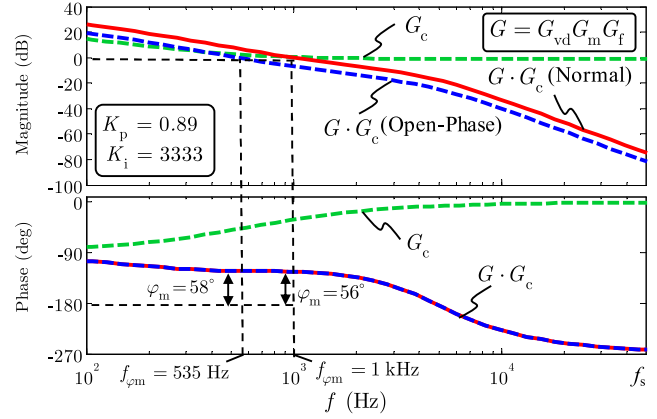 40
20
0
-20
-40
-60
-80
-100
Magnitude (dB)
G_c
G = G_vd G_m G_f
G · G_c (Normal)
G · G_c (Open-Phase)
K_p = 0.89
K_i = 3333
0
-90
-180
-270
Phase (deg)
G_c
G · G_c
φ_m = 58°
φ_m = 56°
10^2
f_φm = 535 Hz
10^3
f_φm = 1 kHz
10^4
f_s
f (Hz)